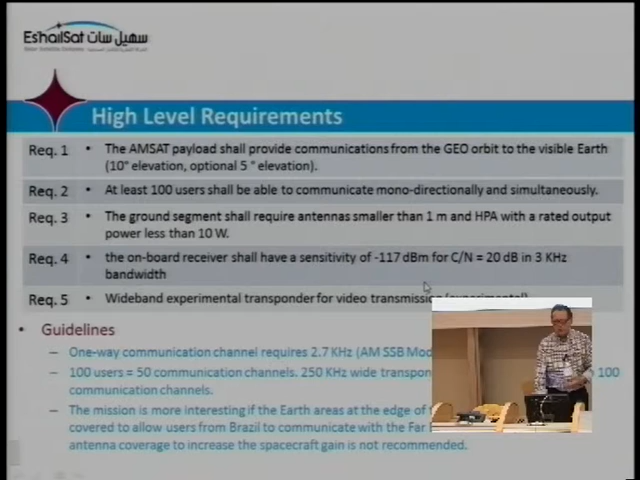 Es'hailSat سهيل سات
High Level Requirements
Req. 1 • The AMSAT payload shall provide communications from the GEO orbit to the visible Earth
(10° elevation, optional 5 ° elevation).
Req. 2 • At least 100 users shall be able to communicate mono-directionally and simultaneously.
Req. 3 • The ground segment shall require antennas smaller than 1 m and HPA with a rated output
power less than 10 W.
Req. 4 • the on-board receiver shall have a sensitivity of -117 dBm for C/N = 20 dB in 3 KHz
bandwidth
Req. 5 • Wideband experimental transponder for video transmission (experimental)
• Guidelines
– One-way communication channel requires 2.7 KHz (AM SSB
– 100 users = 50 communication channels. 250 KHz wide 100
communication channels.
– The mission is more interesting if the Earth areas at the edge of
covered to allow users from Brazil to communicate with the Far
antenna coverage to increase the spacecraft gain is not recommended.